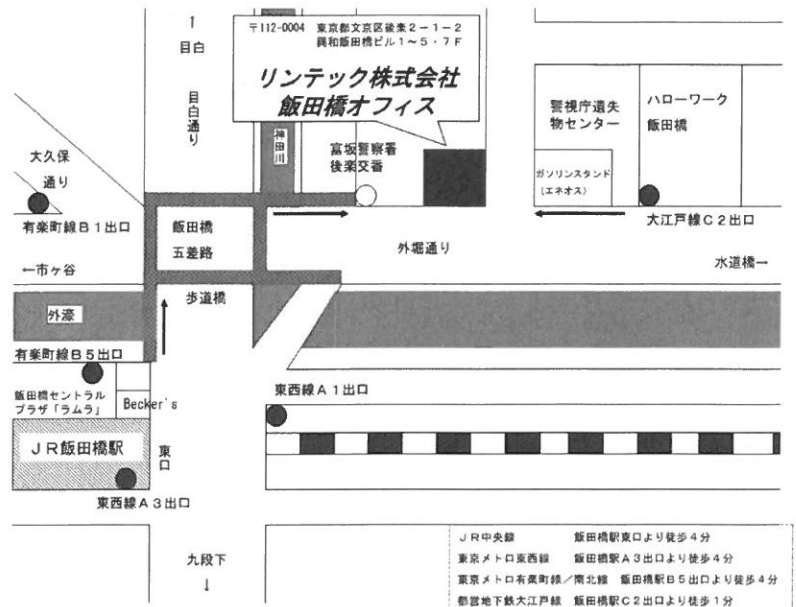 〒112-0004 東京都文京区後楽2-1-2
興和飯田橋ビル1～5・7F
リンテック株式会社
飯田橋オフィス
↑
目白
目白通り
神田川
富坂警察署
後楽交番
警視庁遺失
物センター
ハローワーク
飯田橋
ガソリンスタンド
(エネオス)
大久保
通り
有楽町線B1出口
飯田橋
五差路
大江戸線C2出口
外堀通り
←市ヶ谷
水道橋→
歩道橋
外濠
有楽町線B5出口
飯田橋セントラル
プラザ「ラムラ」
Becker's
東西線A1出口
JR飯田橋駅
東口
東西線A3出口
九段下
↓
JR中央線 飯田橋駅東口より徒歩4分
東京メトロ東西線 飯田橋駅A3出口より徒歩4分
東京メトロ有楽町線／南北線 飯田橋駅B5出口より徒歩4分
都営地下鉄大江戸線 飯田橋駅C2出口より徒歩1分